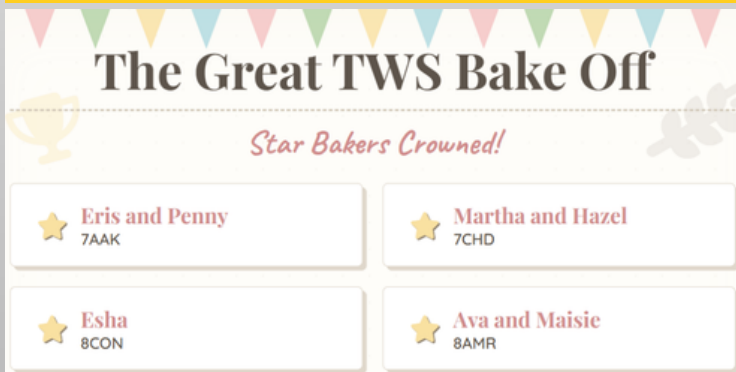 The Great TWS Bake Off
Star Bakers Crowned!
Eris and Penny
7AAK
Martha and Hazel
7CHD
Esha
8CON
Ava and Maisie
8AMR